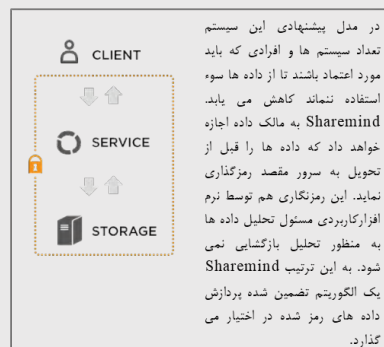 در مدل پیشنهادی این سیستم
تعداد سیستم ها و افرادی که باید
مورد اعتماد باشند تا از داده ها سوء
استفاده ننماند کاهش می یابد.
Sharemind به مالک داده اجازه
خواهد داد که داده ها را قبل از
تحویل به سرور مقصد رمزگذاری
نماید. این رمزنگاری هم توسط نرم
افزارکاربردی مسئول تحلیل داده ها
به منظور تحلیل بازگشایی نمی
شود. به این ترتیب Sharemind
یک الگوریتم تضمین شده پردازش
داده های رمز شده در اختیار می
گذارد.
CLIENT
SERVICE
STORAGE